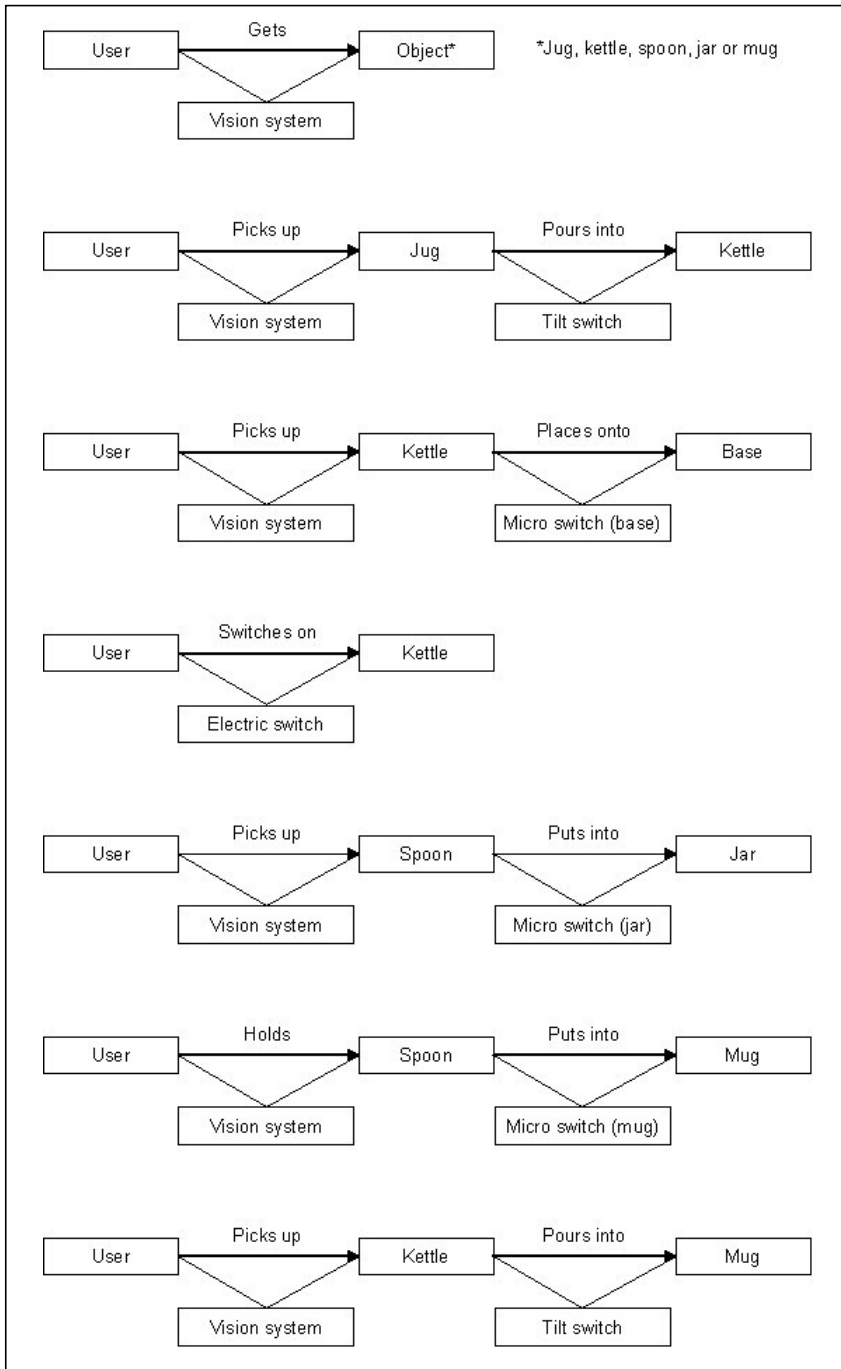 Gets
User
Object*
*Jug, kettle, spoon, jar or mug
Vision system
Picks up
Pours into
User
Jug
Kettle
Vision system
Tilt switch
Picks up
Places onto
User
Kettle
Base
Vision system
Micro switch (base)
Switches on
User
Kettle
Electric switch
Picks up
Puts into
User
Spoon
Jar
Vision system
Micro switch (jar)
Holds
Puts into
User
Spoon
Mug
Vision system
Micro switch (mug)
Picks up
Pours into
User
Kettle
Mug
Vision system
Tilt switch